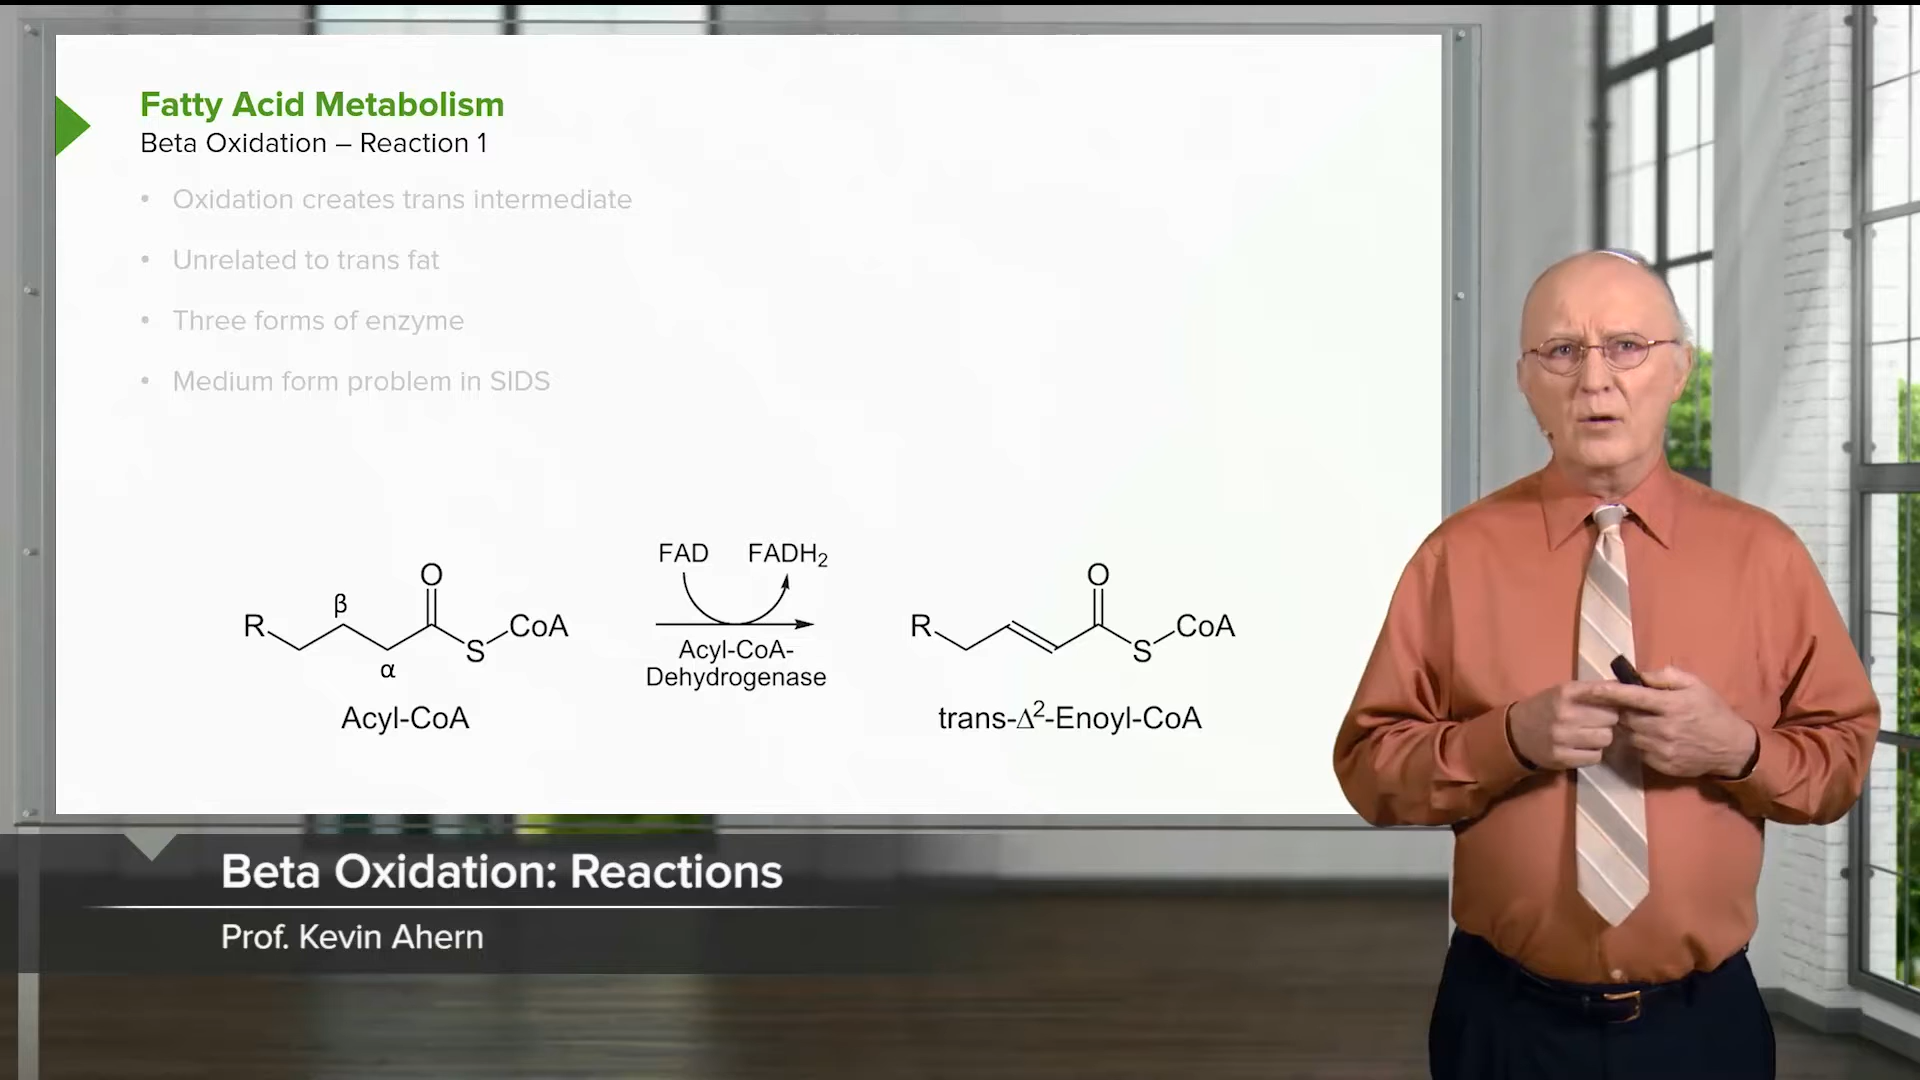 Fatty Acid Metabolism
Beta Oxidation – Reaction 1
• Oxidation creates trans intermediate
• Unrelated to trans fat
• Three forms of enzyme
• Medium form problem in SIDS
FAD FADH₂
O
β
R
S
CoA
α
Acyl-CoA
Acyl-CoA-
Dehydrogenase
O
R
S
CoA
trans-Δ²-Enoyl-CoA
Beta Oxidation: Reactions
Prof. Kevin Ahern